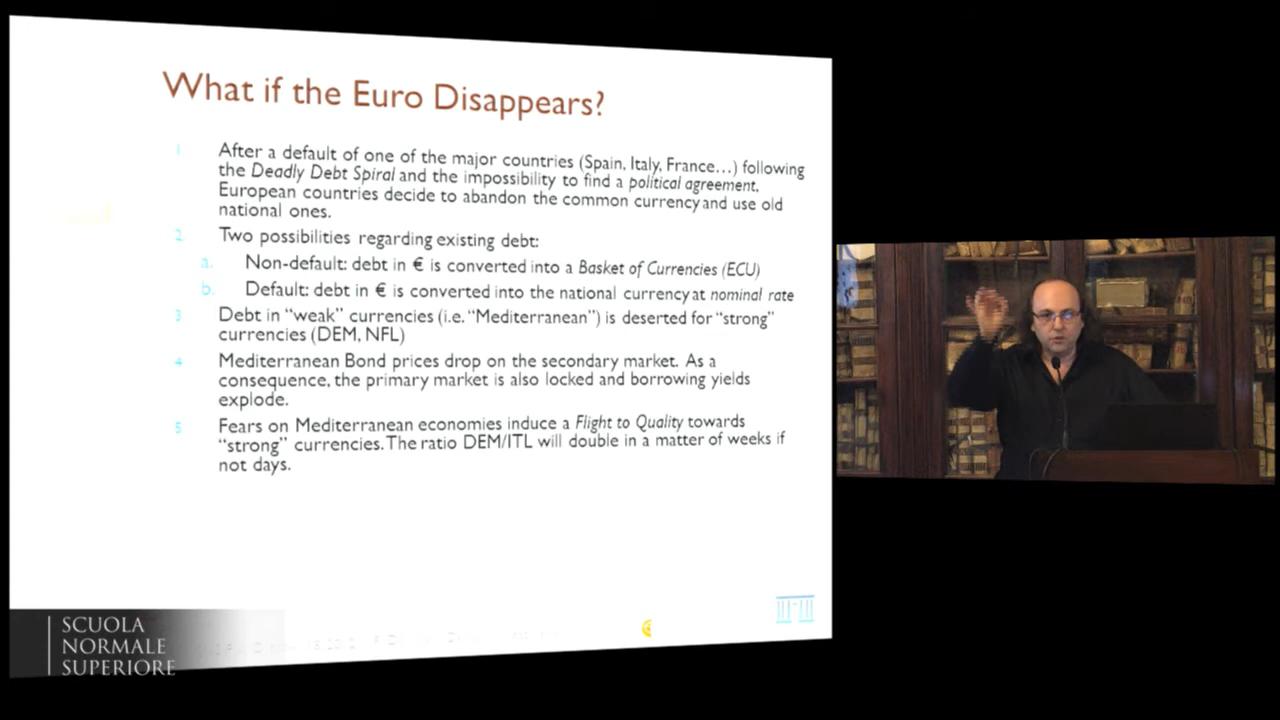 What if the Euro Disappears?
1 After a default of one of the major countries (Spain, Italy, France...) following
the Deadly Debt Spiral and the impossibility to find a political agreement,
European countries decide to abandon the common currency and use old
national ones.
2 Two possibilities regarding existing debt:
a. Non-default: debt in € is converted into a Basket of Currencies (ECU)
b. Default: debt in € is converted into the national currency at nominal rate
3 Debt in “weak” currencies (i.e. “Mediterranean”) is deserted for “strong”
currencies (DEM, NFL)
4 Mediterranean Bond prices drop on the secondary market. As a
consequence, the primary market is also locked and borrowing yields
explode.
5 Fears on Mediterranean economies induce a Flight to Quality towards
“strong” currencies. The ratio DEM/ITL will double in a matter of weeks if
not days.
SCUOLA
NORMALE
SUPERIORE